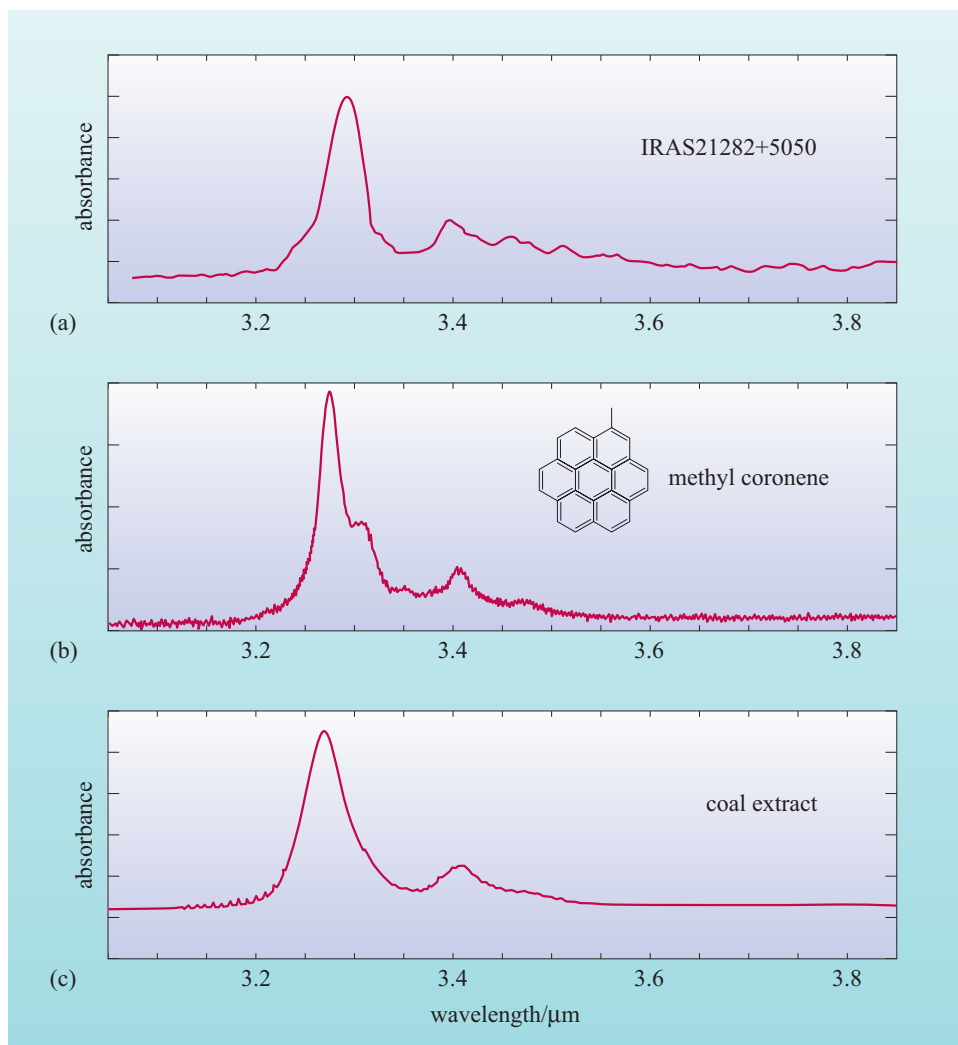 absorbance
IRAS21282+5050
(a)
3.2 3.4 3.6 3.8
absorbance
methyl coronene
(b)
3.2 3.4 3.6 3.8
absorbance
coal extract
(c)
3.2 3.4 3.6 3.8
wavelength/μm